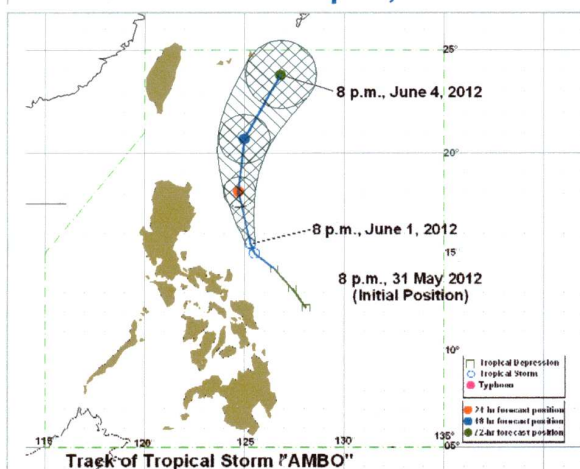 25°
8 p.m., June 4, 2012
20°
8 p.m., June 1, 2012
15
8 p.m., 31 May 2012
(Initial Position)
10°
Tropical Depression
Tropical Storm
Typhoon
24-hr forecast position
48-hr forecast position
72-hr forecast position
115
120
125
130
135
05°
Track of Tropical Storm "AMBO"